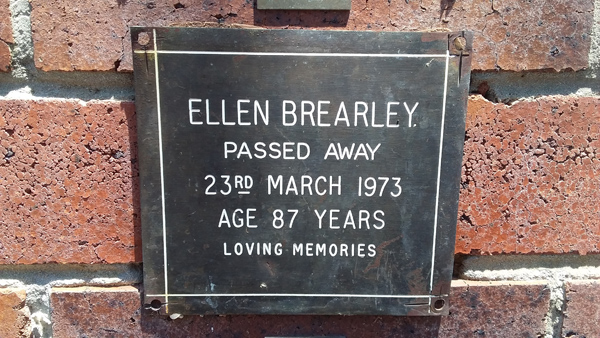 ELLEN BREARLEY.
PASSED AWAY
23RD MARCH 1973
AGE 87 YEARS
LOVING MEMORIES